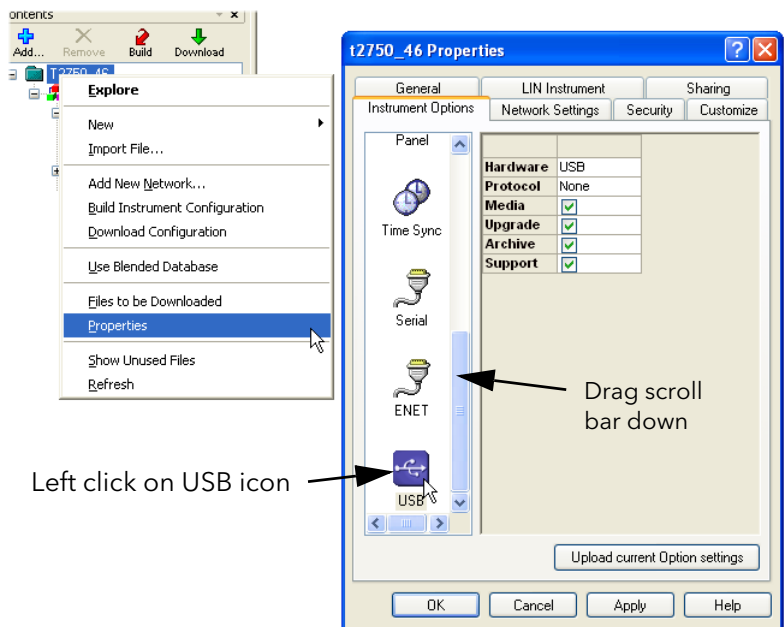 ontents
Add... Remove Build Download
T2750_46
Explore
New
Import File...
Add New Network...
Build Instrument Configuration
Download Configuration
Use Blended Database
Files to be Downloaded
Properties
Show Unused Files
Refresh
t2750_46 Properties
General LIN Instrument Sharing
Instrument Options Network Settings Security Customize
Panel
Time Sync
Serial
ENET
USB
Hardware USB
Protocol None
Media
Upgrade
Archive
Support
Drag scroll
bar down
Left click on USB icon
Upload current Option settings
OK Cancel Apply Help